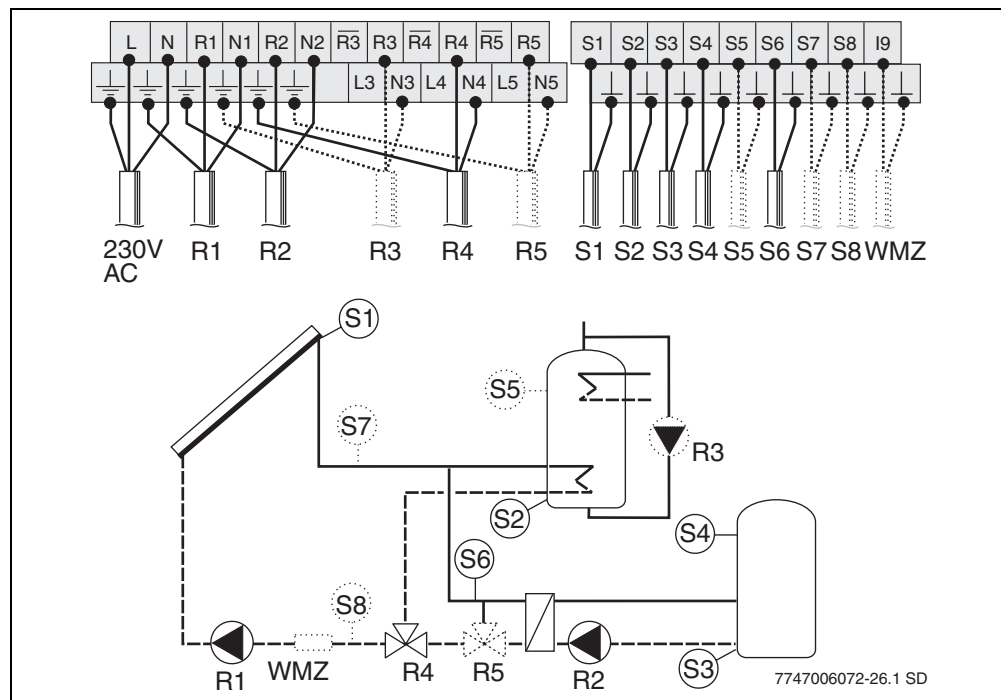 L N R1 N1 R2 N2 R̅3̅ R3 R̅4̅ R4 R̅5̅ R5
S1 S2 S3 S4 S5 S6 S7 S8 I9
L3 N3 L4 N4 L5 N5
230V R1 R2 R3 R4 R5
AC
S1 S2 S3 S4 S5 S6 S7 S8 WMZ
S1
S5
S7
R3
S2
S4
S6
S8
R1 WMZ R4 R5 R2 S3
7747006072-26.1 SD